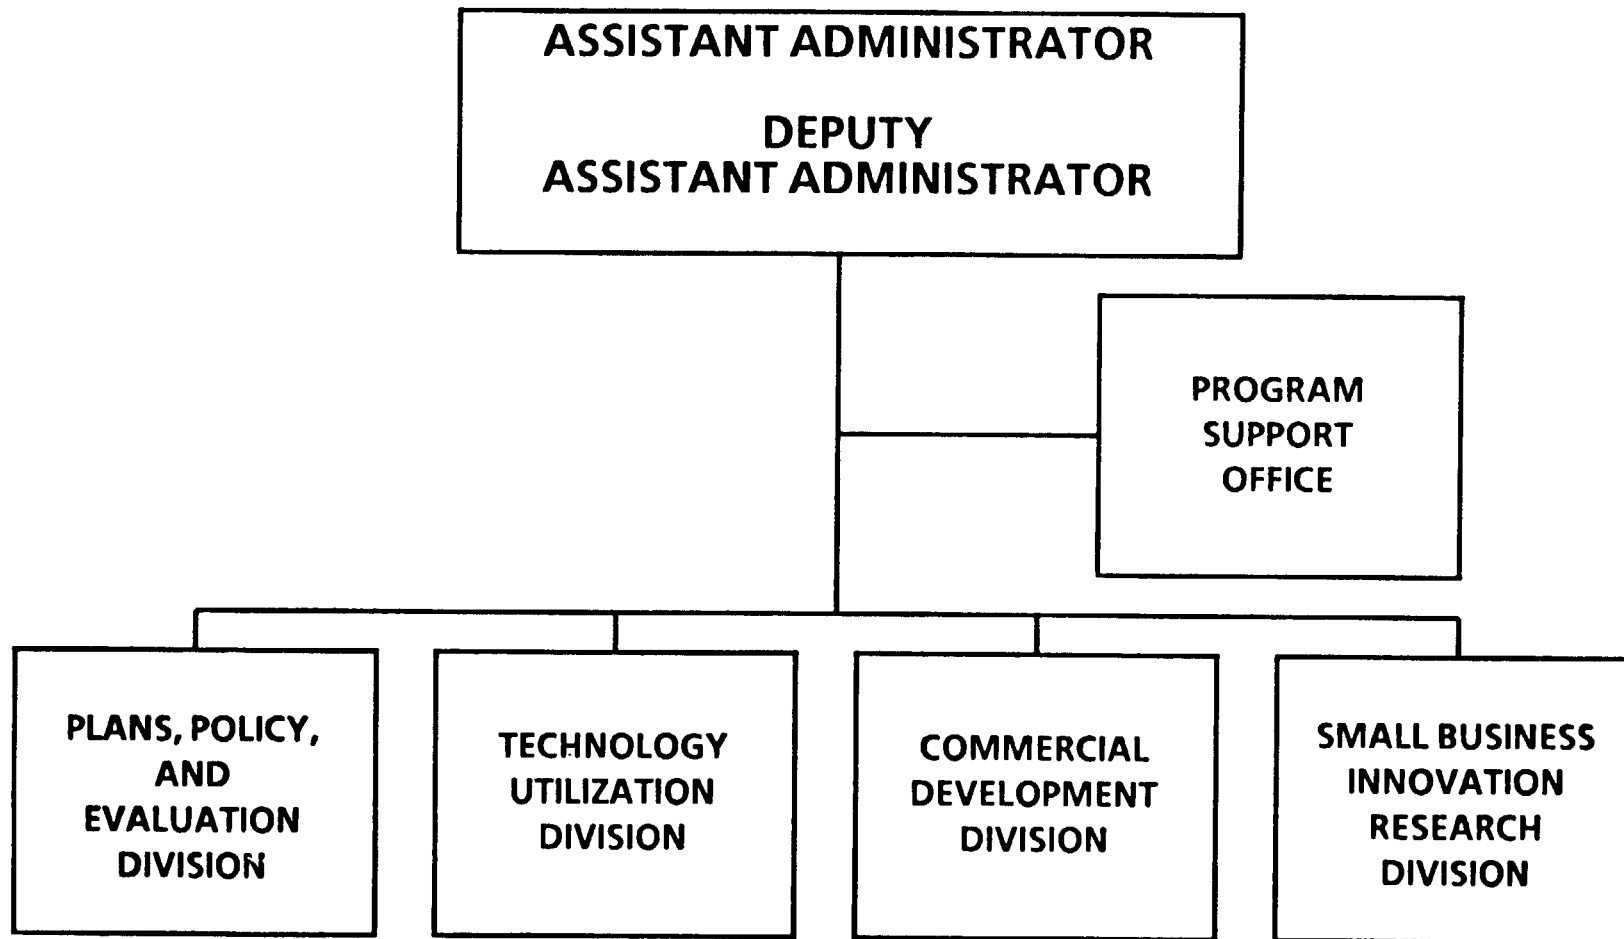 ASSISTANT ADMINISTRATOR
DEPUTY
ASSISTANT ADMINISTRATOR
PROGRAM
SUPPORT
OFFICE
PLANS, POLICY,
AND
EVALUATION
DIVISION
TECHNOLOGY
UTILIZATION
DIVISION
COMMERCIAL
DEVELOPMENT
DIVISION
SMALL BUSINESS
INNOVATION
RESEARCH
DIVISION